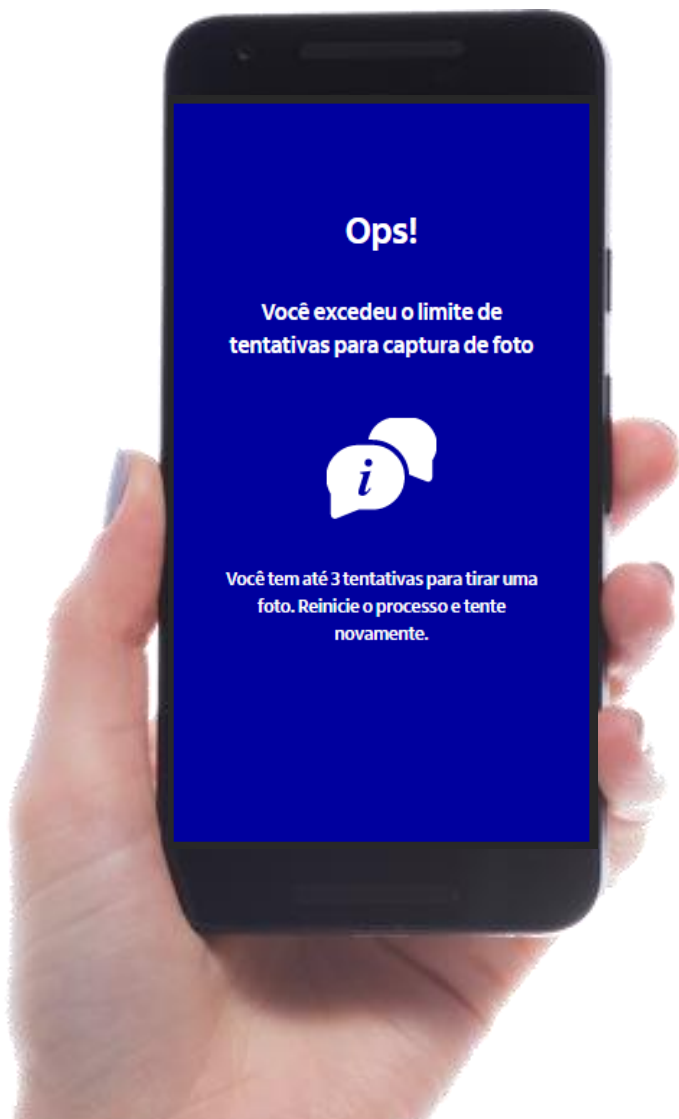 Ops!
Você excedeu o limite de
tentativas para captura de foto
i
Você tem até 3 tentativas para tirar uma
foto. Reinicie o processo e tente
novamente.